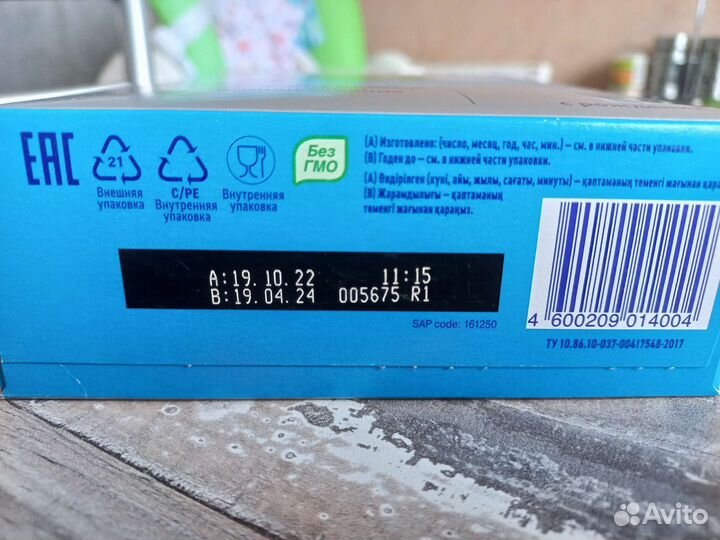 с рожде
EAC
21
Внешняя
упаковка
C/PE
Внутренняя
упаковка
Внутренняя
упаковка
Без
ГМО
(А) Изготовлено: (число, месяц, год, час, мин.) – см. в нижней части упаковки.
(В) Годен до – см. в нижней части упаковки.
(А) Өндірілген (күні, айы, жылы, сағаты, минуты) – қаптаманың төменгі жағынан қара
(В) Жарамдылығы – қаптаманың
төменгі жағынан қараңыз.
A:19.10.22 11:15
B:19.04.24 005675 R1
SAP code: 161250
4 600209 014004
ТУ 10.86.10-037-00417548-2017
Avito